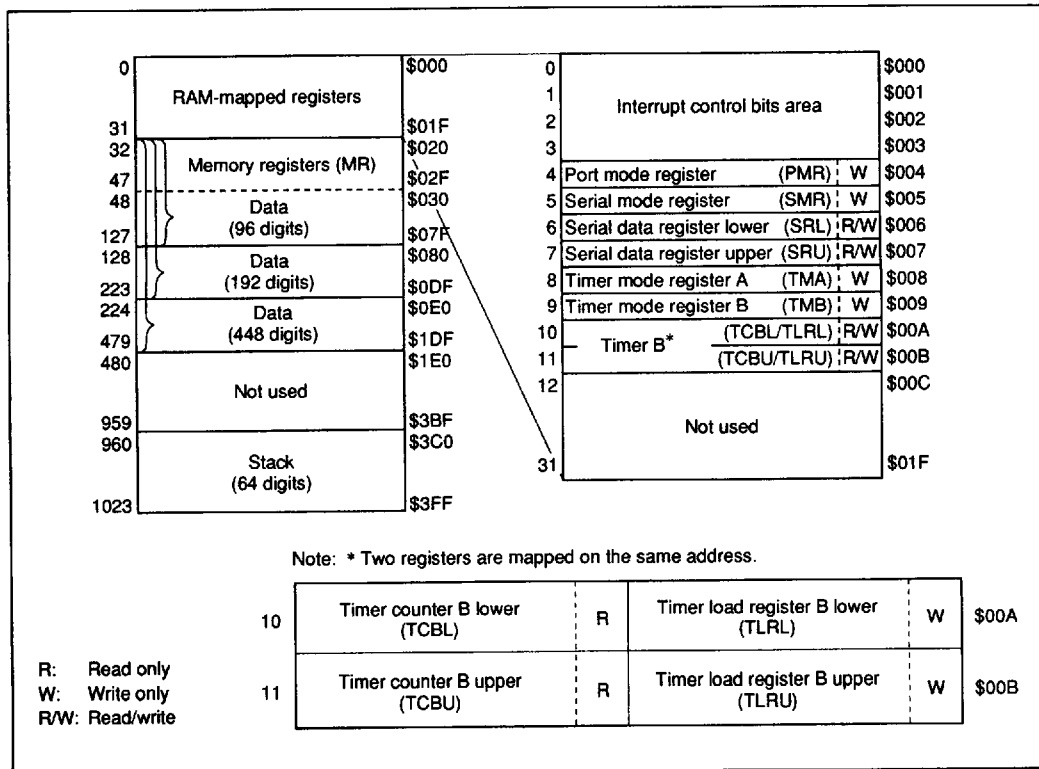 0 $000
RAM-mapped registers
31 $01F
32 $020
Memory registers (MR)
47 $02F
48 $030
Data
(96 digits)
127 $07F
128 $080
Data
(192 digits)
223 $0DF
224 $0E0
Data
(448 digits)
479 $1DF
480 $1E0
Not used
959 $3BF
960 $3C0
Stack
(64 digits)
1023 $3FF
0 $000
1 $001
Interrupt control bits area
2 $002
3 $003
4 Port mode register (PMR) W $004
5 Serial mode register (SMR) W $005
6 Serial data register lower (SRL) R/W $006
7 Serial data register upper (SRU) R/W $007
8 Timer mode register A (TMA) W $008
9 Timer mode register B (TMB) W $009
10 (TCBL/TLRL) R/W $00A
Timer B*
11 (TCBU/TLRU) R/W $00B
12 $00C
Not used
31 $01F
Note: * Two registers are mapped on the same address.
10 Timer counter B lower (TCBL) R Timer load register B lower (TLRL) W $00A
11 Timer counter B upper (TCBU) R Timer load register B upper (TLRU) W $00B
R: Read only
W: Write only
R/W: Read/write